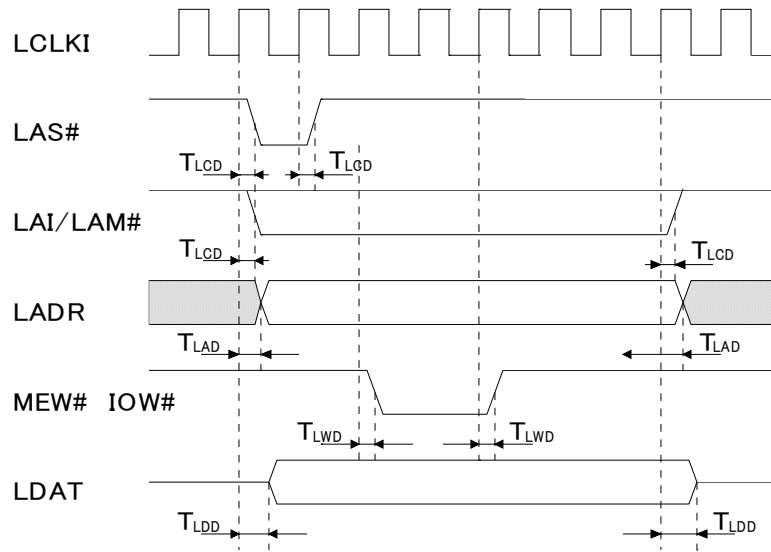 LCLKI
LAS#
TLCD TLCD
LAI/LAM#
TLCD TLCD
LADR
TLAD TLAD
MEW# IOW#
TLWD TLWD
LDAT
TLDD TLDD